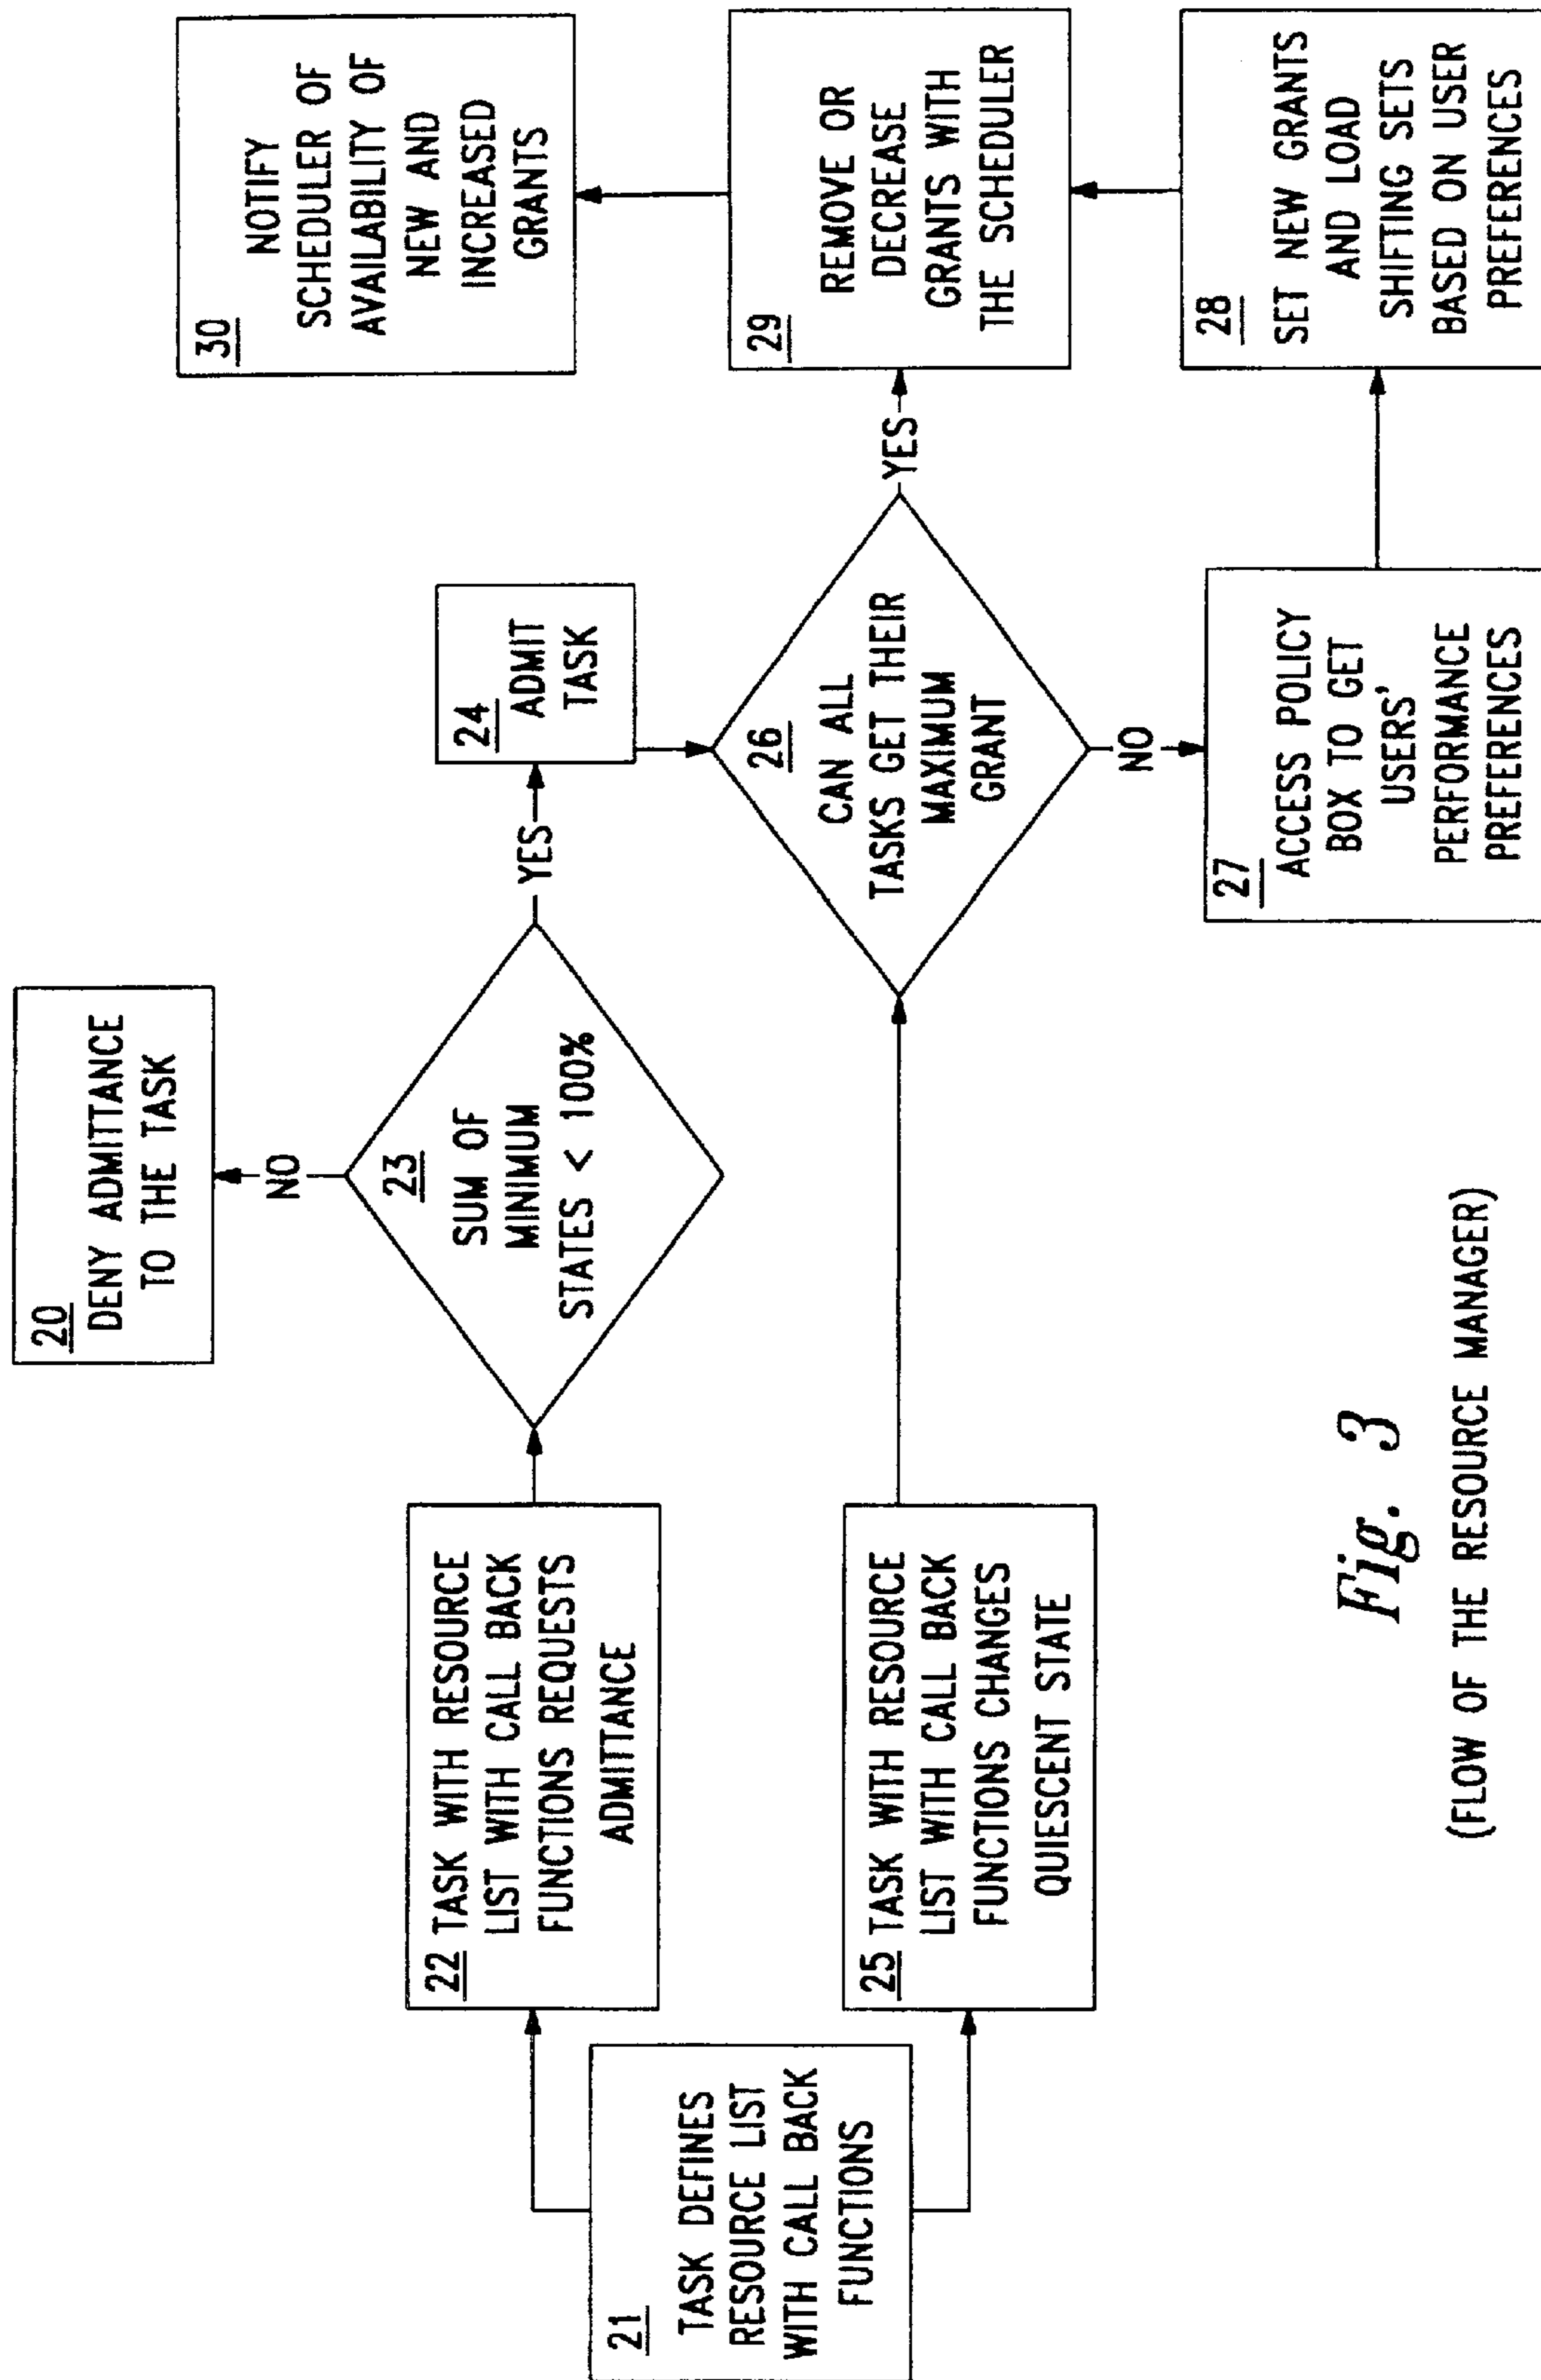 20
DENY ADMITTANCE
TO THE TASK
NO
21
TASK DEFINES
RESOURCE LIST
WITH CALL BACK
FUNCTIONS
22 TASK WITH RESOURCE
LIST WITH CALL BACK
FUNCTIONS REQUESTS
ADMITTANCE
23
SUM OF
MINIMUM
STATES < 100%
YES
24
ADMIT
TASK
25 TASK WITH RESOURCE
LIST WITH CALL BACK
FUNCTIONS CHANGES
QUIESCENT STATE
26
CAN ALL
TASKS GET THEIR
MAXIMUM
GRANT
YES
NO
27
ACCESS POLICY
BOX TO GET
USERS'
PERFORMANCE
PREFERENCES
28
SET NEW GRANTS
AND LOAD
SHIFTING SETS
BASED ON USER
PREFERENCES
29
REMOVE OR
DECREASE
GRANTS WITH
THE SCHEDULER
30
NOTIFY
SCHEDULER OF
AVAILABILITY OF
NEW AND
INCREASED
GRANTS
Fig. 3
(FLOW OF THE RESOURCE MANAGER)